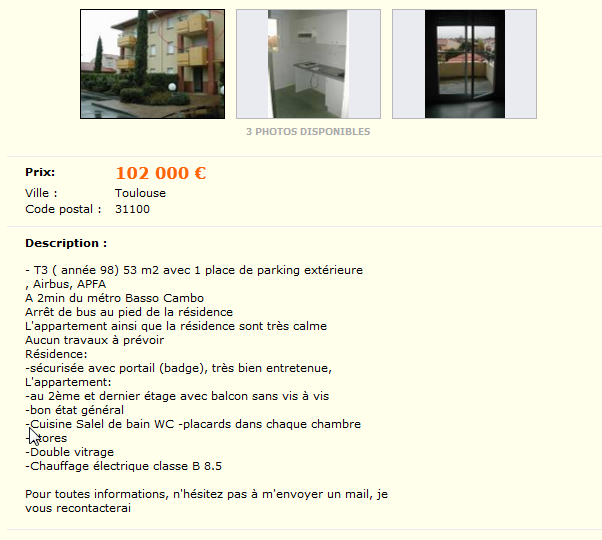 3 PHOTOS DISPONIBLES
Prix: 102 000 €
Ville : Toulouse
Code postal : 31100
Description :
- T3 ( année 98) 53 m2 avec 1 place de parking extérieure
, Airbus, APFA
A 2min du métro Basso Cambo
Arrêt de bus au pied de la résidence
L'appartement ainsi que la résidence sont très calme
Aucun travaux à prévoir
Résidence:
-sécurisée avec portail (badge), très bien entretenue,
L'appartement:
-au 2ème et dernier étage avec balcon sans vis à vis
-bon état général
-Cuisine Salel de bain WC -placards dans chaque chambre
-Stores
-Double vitrage
-Chauffage électrique classe B 8.5
Pour toutes informations, n'hésitez pas à m'envoyer un mail, je
vous recontacterai